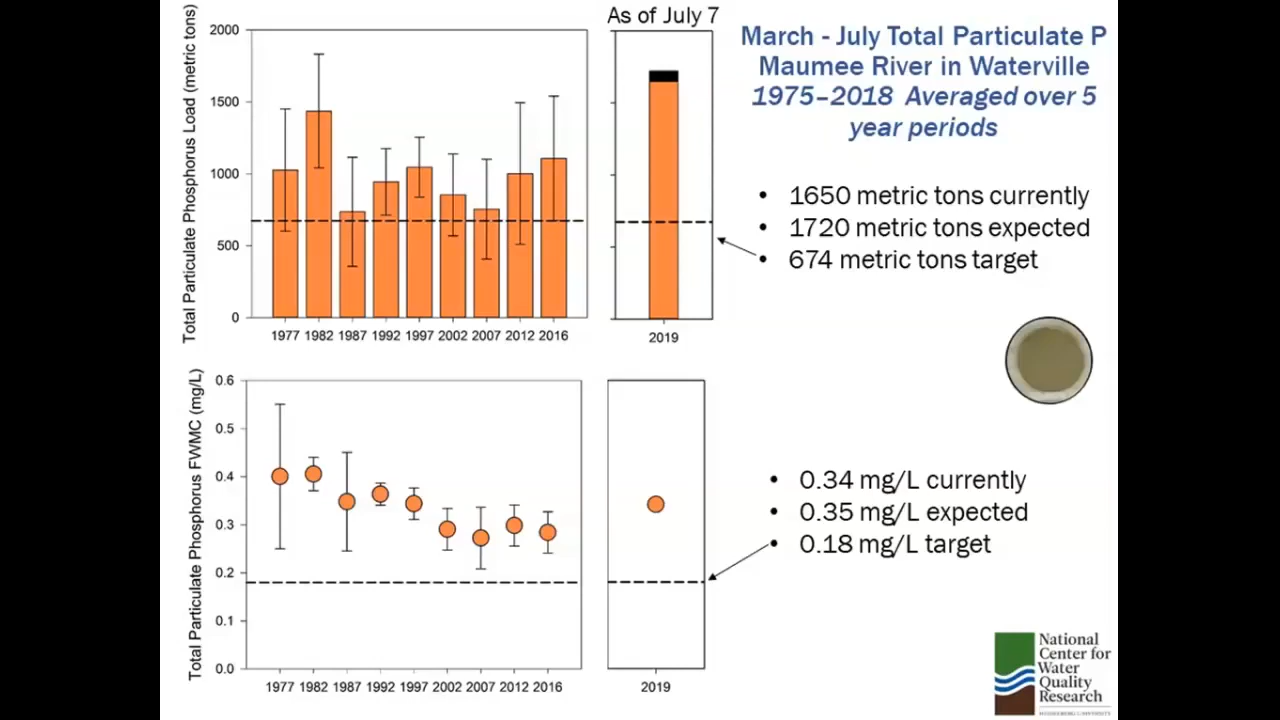 As of July 7
March - July Total Particulate P
Maumee River in Waterville
1975–2018 Averaged over 5
year periods
Total Particulate Phosphorus Load (metric tons)
2000
1500
1000
500
0
1977 1982 1987 1992 1997 2002 2007 2012 2016
2019
• 1650 metric tons currently
• 1720 metric tons expected
• 674 metric tons target
Total Particulate Phosphorus FWMC (mg/L)
0.6
0.5
0.4
0.3
0.2
0.1
0.0
1977 1982 1987 1992 1997 2002 2007 2012 2016
2019
• 0.34 mg/L currently
• 0.35 mg/L expected
• 0.18 mg/L target
National
Center for
Water
Quality
Research